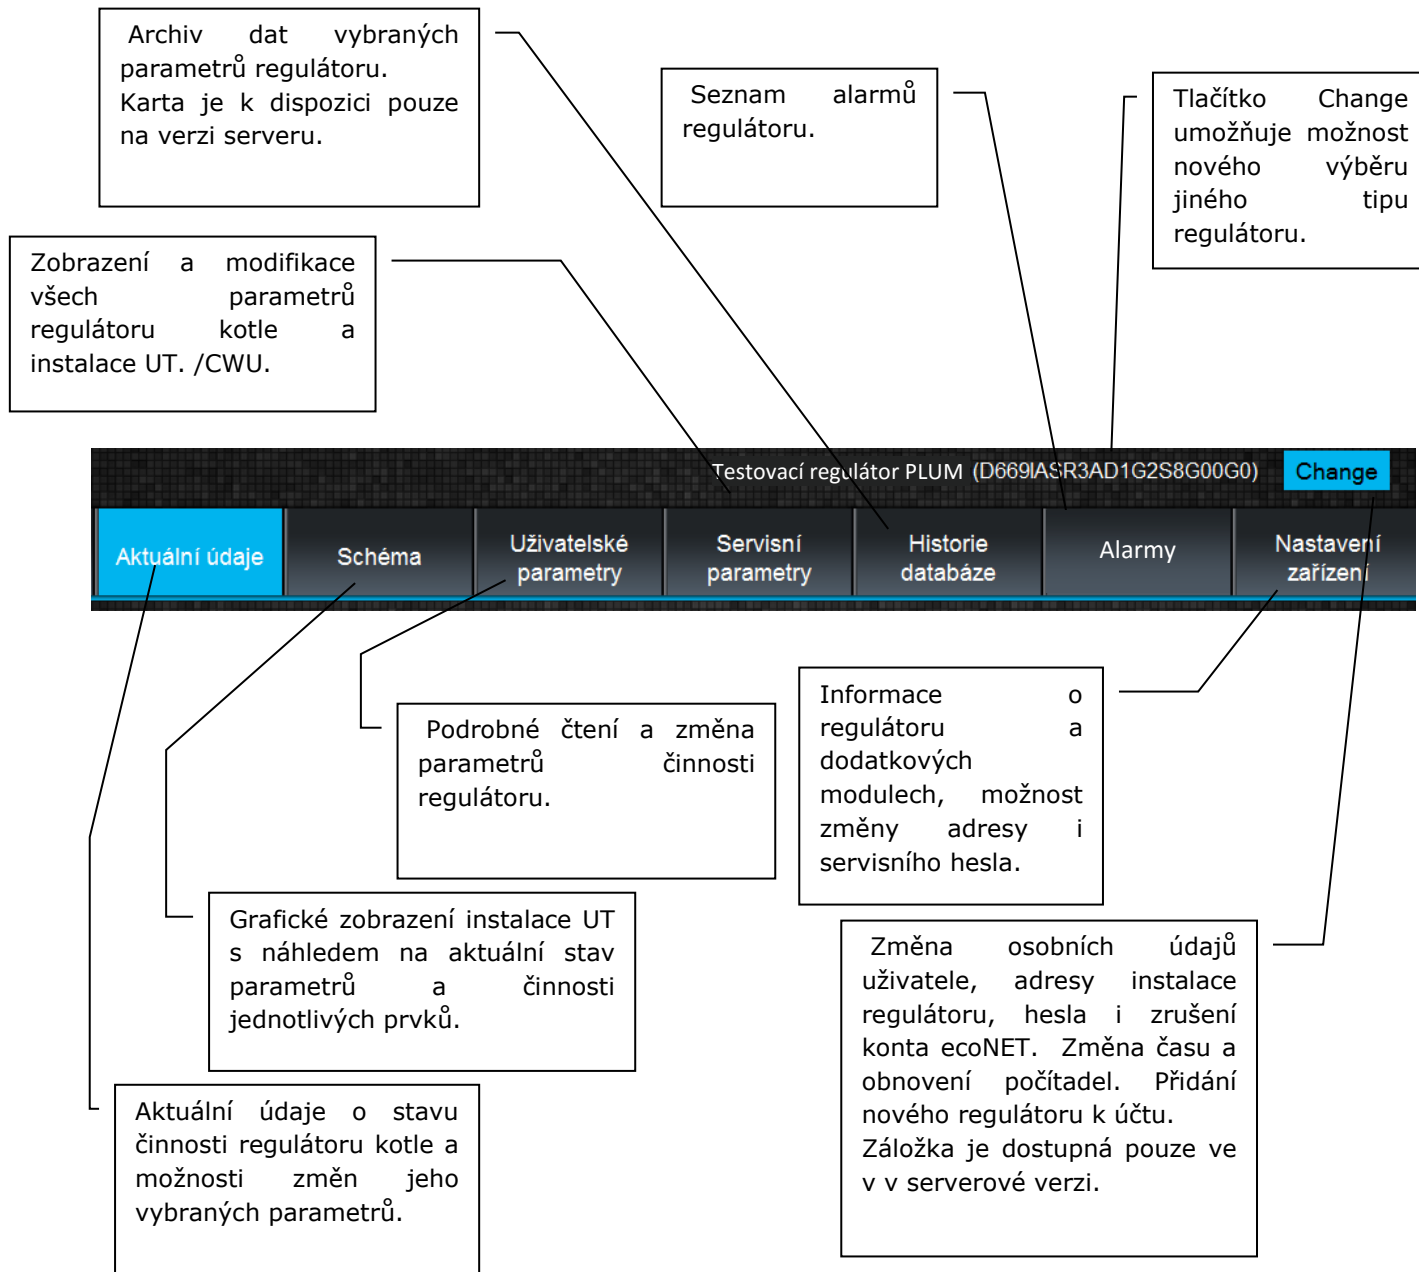 Archiv dat vybraných
parametrů regulátoru.
Karta je k dispozici pouze
na verzi serveru.
Seznam alarmů
regulátoru.
Tlačítko Change
umožňuje možnost
nového výběru
jiného tipu
regulátoru.
Zobrazení a modifikace
všech parametrů
regulátoru kotle a
instalace UT. /CWU.
Testovací regulátor PLUM (D669IASR3AD1G2S8G00G0) Change
Aktuální údaje
Schéma
Uživatelské
parametry
Servisní
parametry
Historie
databáze
Alarmy
Nastavení
zařízení
Podrobné čtení a změna
parametrů činnosti
regulátoru.
Informace o
regulátoru a
dodatkových
modulech, možnost
změny adresy i
servisního hesla.
Grafické zobrazení instalace UT
s náhledem na aktuální stav
parametrů a činnosti
jednotlivých prvků.
Změna osobních údajů
uživatele, adresy instalace
regulátoru, hesla i zrušení
konta ecoNET. Změna času a
obnovení počítadel. Přidání
nového regulátoru k účtu.
Záložka je dostupná pouze ve
v v serverové verzi.
Aktuální údaje o stavu
činnosti regulátoru kotle a
možnosti změn jeho
vybraných parametrů.